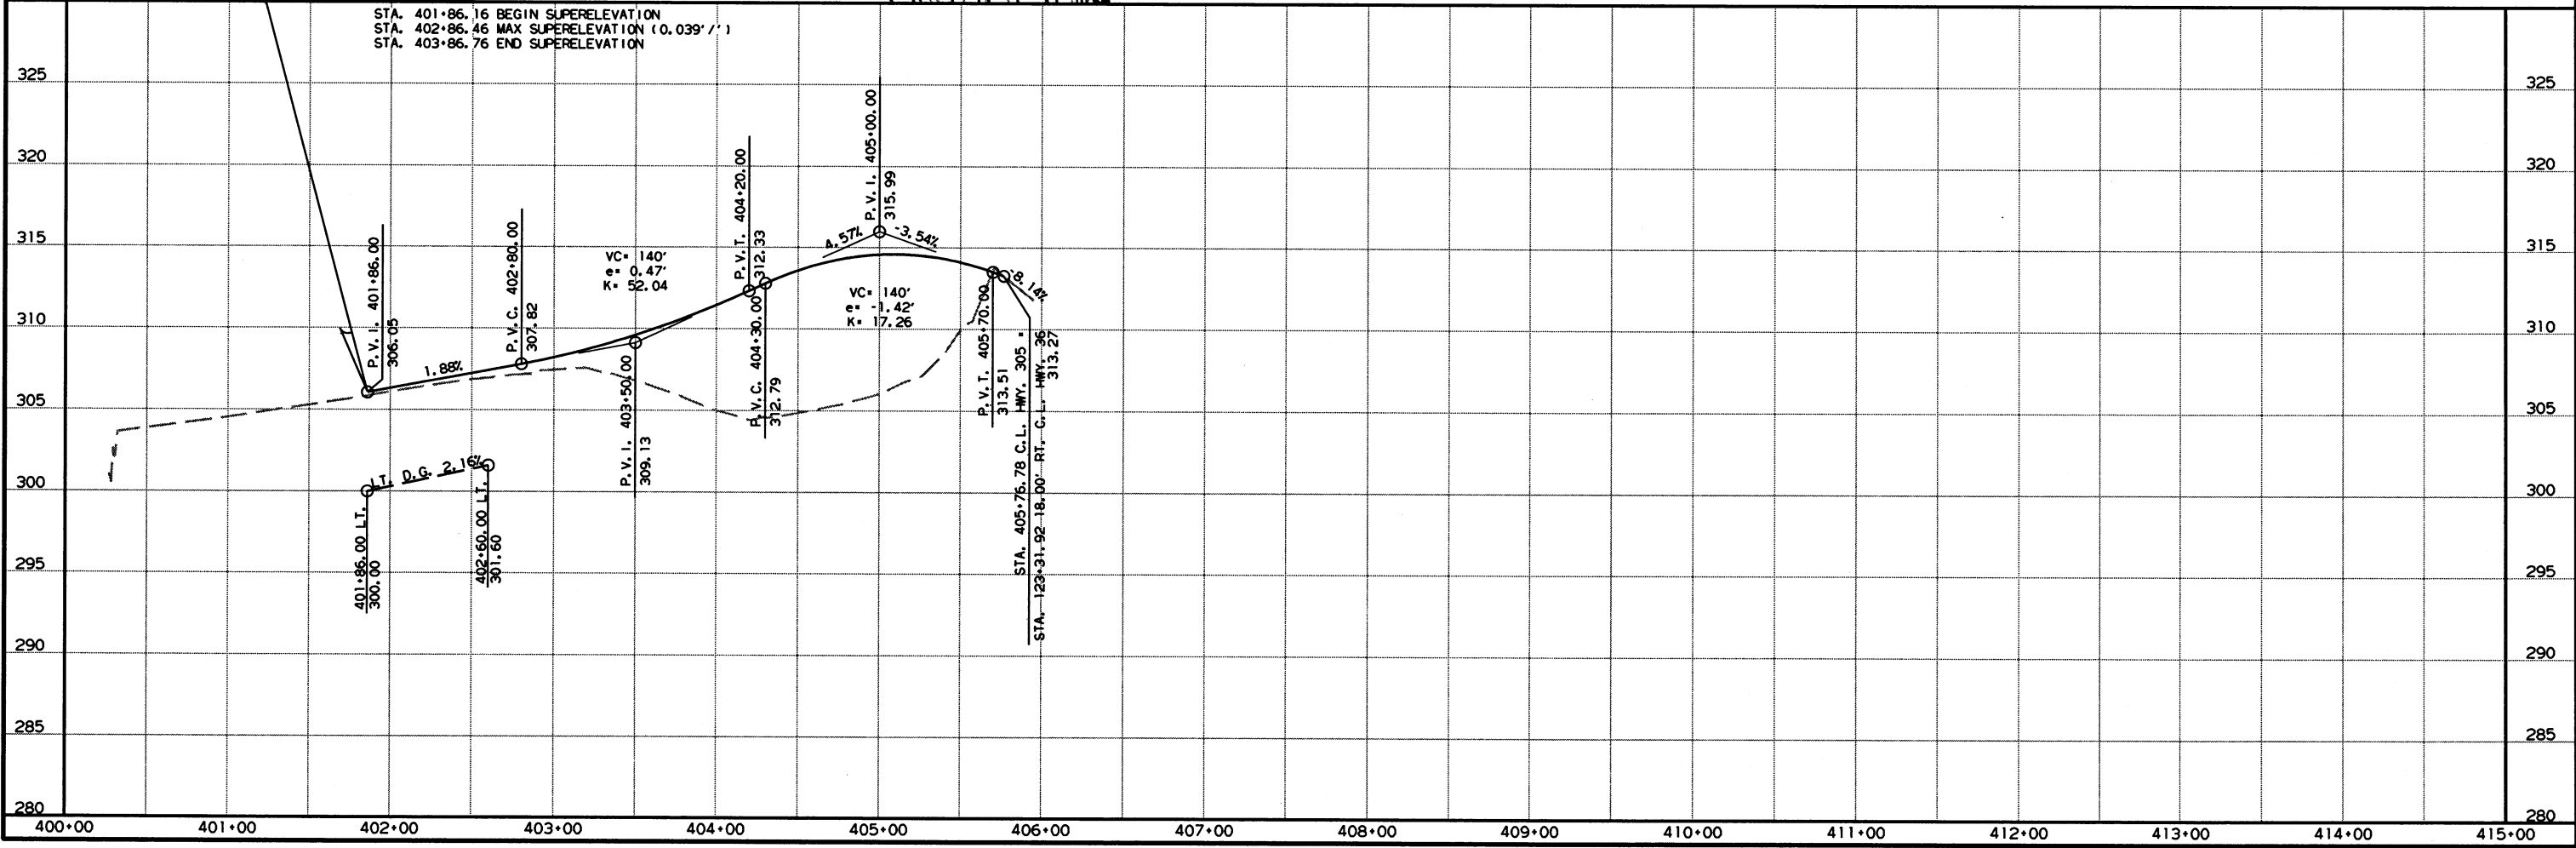 STA. 401+86.16 BEGIN SUPERELEVATION
STA. 402+86.46 MAX SUPERELEVATION (0.039'/')
STA. 403+86.76 END SUPERELEVATION
325
320
315
310
305
300
295
290
285
280
P.V.I. 401+86.00
306.05
1.88%
P.V.C. 402+80.00
307.82
VC= 140'
e= 0.47'
K= 52.04
P.V.I. 403+50.00
309.13
P.V.T. 404+20.00
312.33
P.V.C. 404+30.00
312.79
4.57%
P.V.I. 405+00.00
315.99
-3.54%
VC= 140'
e= -1.42'
K= 17.26
P.V.T. 405+70.00
313.51
-8.14%
STA. 405+76.78 C.L. HWY. 305 =
STA. 123+31.92 18.00' RT. C.L. HWY. 36
313.27
LT. D.G. 2.16%
401+86.00 LT.
300.00
402+60.00 LT.
301.60
325
320
315
310
305
300
295
290
285
280
400+00 401+00 402+00 403+00 404+00 405+00 406+00 407+00 408+00 409+00 410+00 411+00 412+00 413+00 414+00 415+00